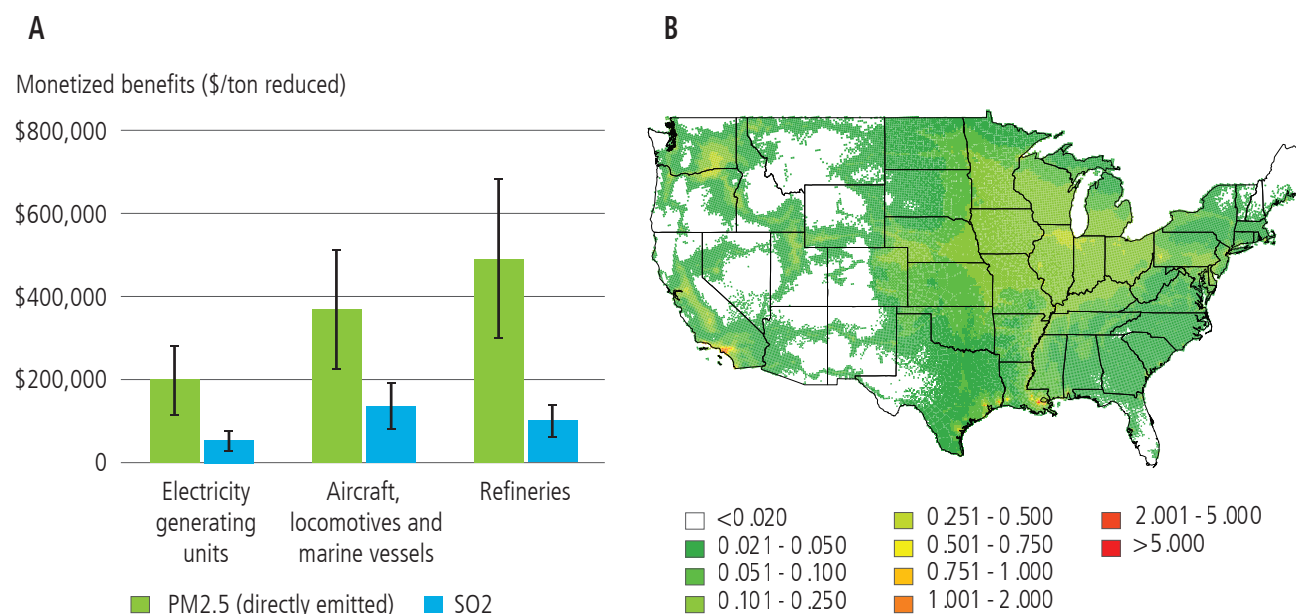 A
Monetized benefits ($/ton reduced)
$800,000
$600,000
$400,000
$200,000
0
Electricity
generating
units
Aircraft,
locomotives and
marine vessels
Refineries
PM2.5 (directly emitted)
SO2
B
<0.020
0.021 - 0.050
0.051 - 0.100
0.101 - 0.250
0.251 - 0.500
0.501 - 0.750
0.751 - 1.000
1.001 - 2.000
2.001 - 5.000
>5.000